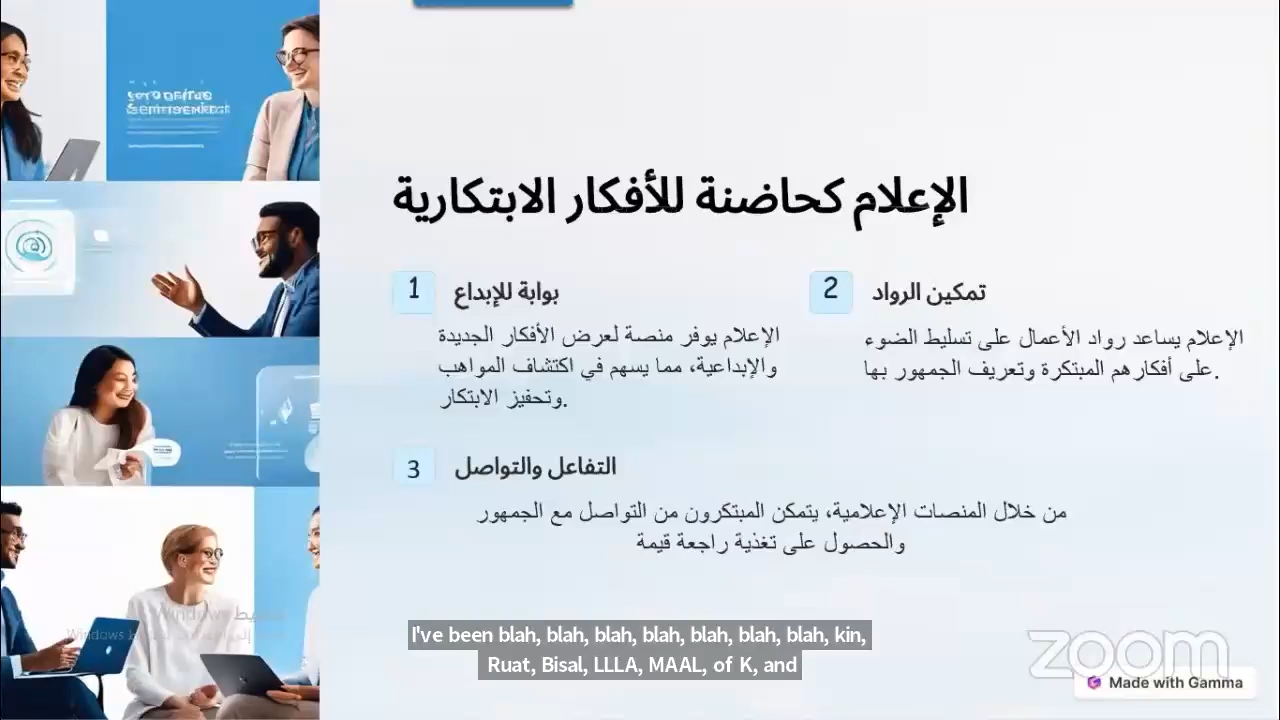 الإعلام كحاضنة للأفكار الابتكارية
1 بوابة للإبداع
الإعلام يوفر منصة لعرض الأفكار الجديدة
والإبداعية، مما يسهم في اكتشاف المواهب
وتحفيز الابتكار.
2 تمكين الرواد
الإعلام يساعد رواد الأعمال على تسليط الضوء
على أفكارهم المبتكرة وتعريف الجمهور بها.
3 التفاعل والتواصل
من خلال المنصات الإعلامية، يتمكن المبتكرون من التواصل مع الجمهور
والحصول على تغذية راجعة قيمة
Windows
Windows
I've been blah, blah, blah, blah, blah, blah, blah, kin,
Ruat, Bisal, LLLA, MAAL, of K, and
zoom
Made with Gamma